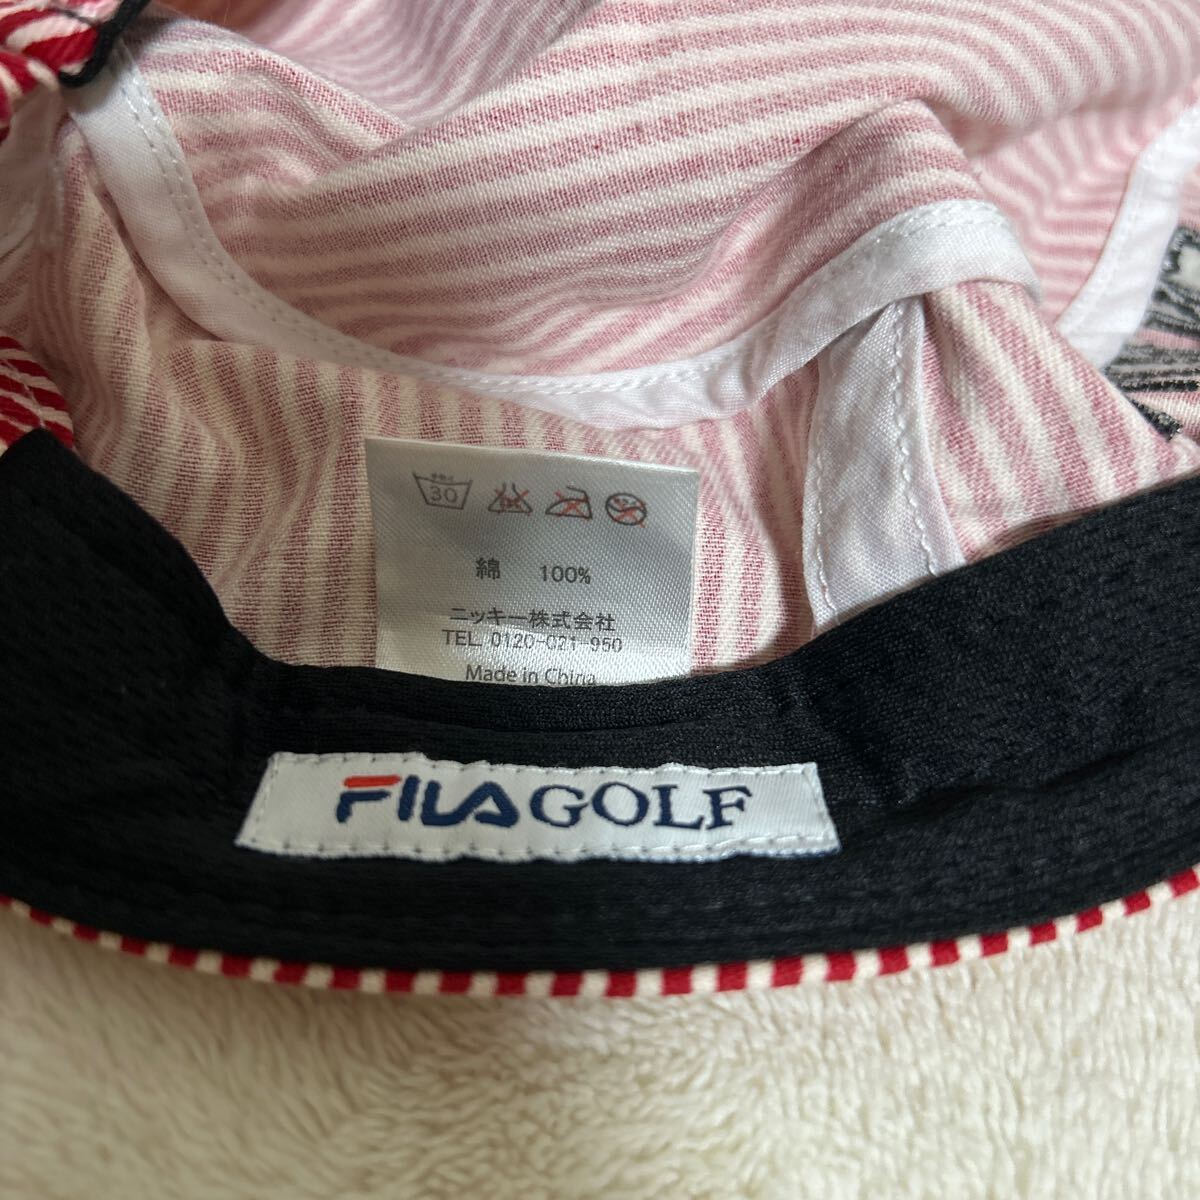 30
綿 100%
ニッキー株式会社
TEL. 0120-021-950
Made in China
FILA GOLF